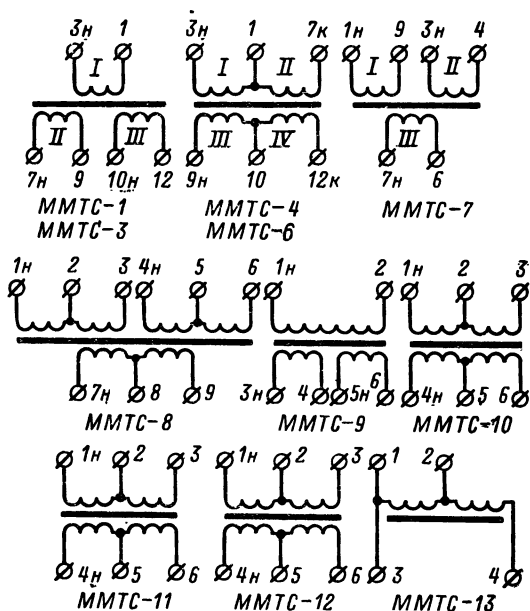 3н 1 3н 1 7к 1н 9 3н 4
I I II I II
II III III IV III
7н 9 10н 12 9н 10 12к 7н 6
ММТС-1 ММТС-4 ММТС-7
ММТС-3 ММТС-6
1н 2 3 4н 5 6 1н 2 1н 2 3
7н 8 9 3н 4 5н 6 4н 5 6
ММТС-8 ММТС-9 ММТС-10
1н 2 3 1н 2 3 1 2
4н 5 6 4н 5 6 3 4
ММТС-11 ММТС-12 ММТС-13